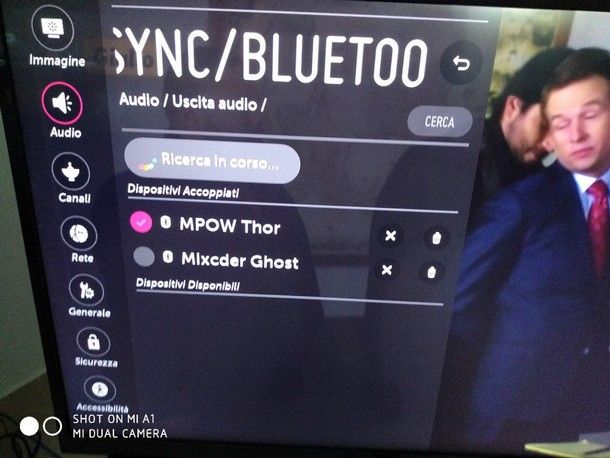 SYNC/BLUETOO
Audio / Uscita audio /
CERCA
Ricerca in corso...
Dispositivi Accoppiati
MPOW Thor
Mixcder Ghost
Dispositivi Disponibili
Immagine
Audio
Canali
Rete
Generale
Sicurezza
Accessibilità
SHOT ON MI A1
MI DUAL CAMERA